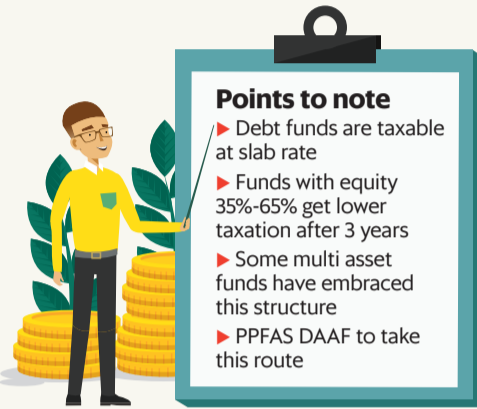 Points to note
▶ Debt funds are taxable
at slab rate
▶ Funds with equity
35%-65% get lower
taxation after 3 years
▶ Some multi asset
funds have embraced
this structure
▶ PPFAS DAAF to take
this route